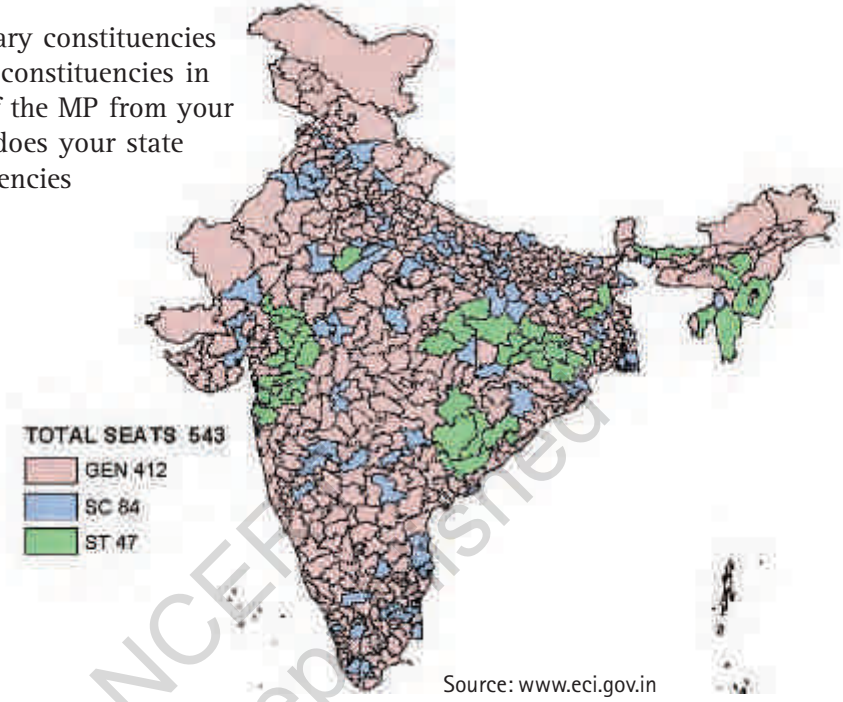 ary constituencies
constituencies in
f the MP from your
does your state
encies
TOTAL SEATS 543
GEN 412
SC 84
ST 47
Source: www.eci.gov.in